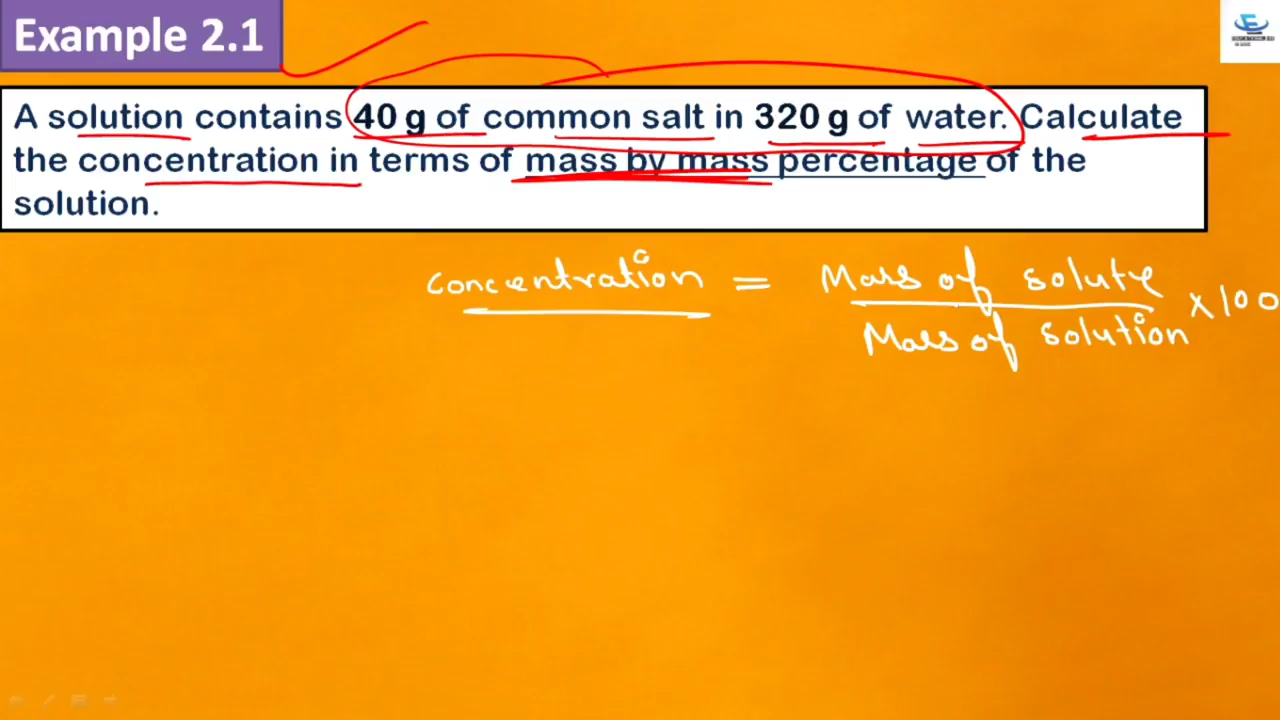 Example 2.1
A solution contains 40 g of common salt in 320 g of water. Calculate
the concentration in terms of mass by mass percentage of the
solution.
Concentration = Mass of solute
Mass of solution ×100